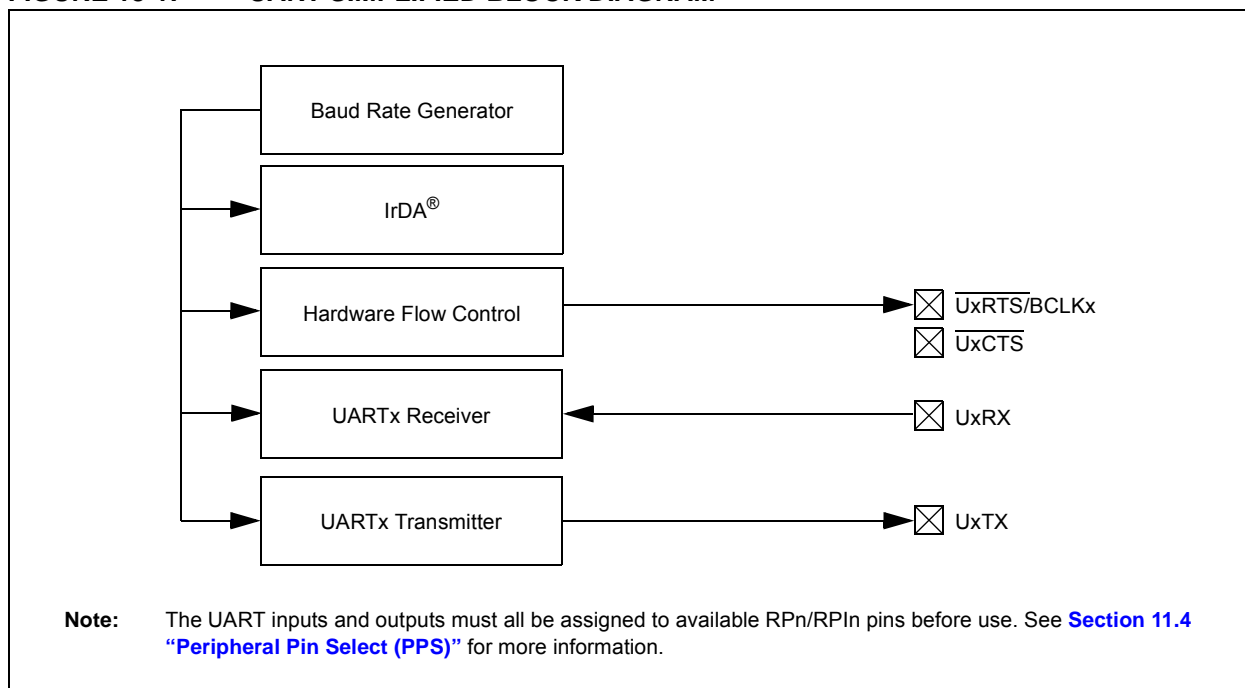 Baud Rate Generator
IrDA®
Hardware Flow Control
UxRTS/BCLKx
UxCTS
UARTx Receiver
UxRX
UARTx Transmitter
UxTX
Note: The UART inputs and outputs must all be assigned to available RPn/RPIn pins before use. See Section 11.4
“Peripheral Pin Select (PPS)” for more information.